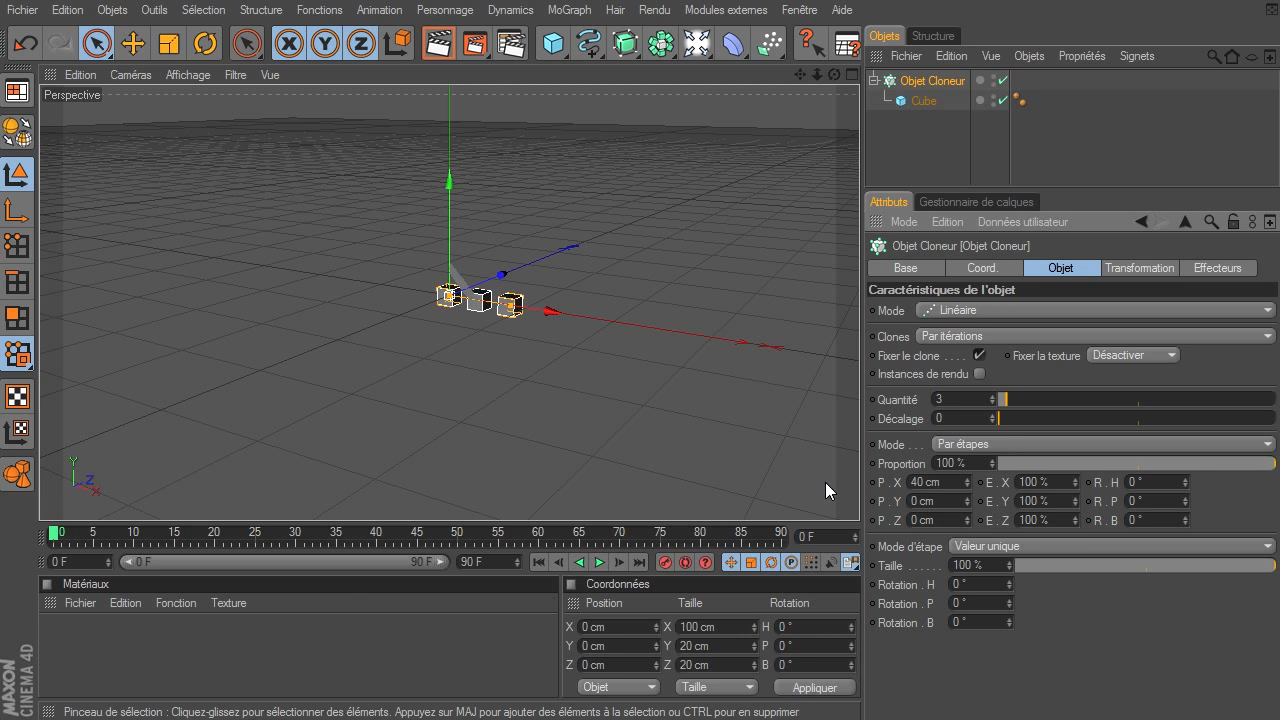 Fichier Edition Objets Outils Sélection Structure Fonctions Animation Personnage Dynamics MoGraph Hair Rendu Modules externes Fenêtre Aide
X Y Z
Edition Caméras Affichage Filtre Vue
Perspective
Y
Z
X
0 5 10 15 20 25 30 35 40 45 50 55 60 65 70 75 80 85 90 0 F
0 F 0 F 90 F 90 F
Matériaux
Fichier Edition Fonction Texture
Coordonnées
Position Taille Rotation
X 0 cm X 100 cm H 0 °
Y 0 cm Y 20 cm P 0 °
Z 0 cm Z 20 cm B 0 °
Objet Taille Appliquer
MAXON
CINEMA 4D
Pinceau de sélection : Cliquez-glissez pour sélectionner des éléments. Appuyez sur MAJ pour ajouter des éléments à la sélection ou CTRL pour en supprimer
Objets Structure
Fichier Edition Vue Objets Propriétés Signets
Objet Cloneur
Cube
Attributs Gestionnaire de calques
Mode Edition Données utilisateur
Objet Cloneur [Objet Cloneur]
Base Coord. Objet Transformation Effecteurs
Caractéristiques de l'objet
Mode Linéaire
Clones Par itérations
Fixer le clone . . . . Fixer la texture Désactiver
Instances de rendu
Quantité 3
Décalage 0
Mode . . . Par étapes
Proportion 100 %
P . X 40 cm E . X 100 % R . H 0 °
P . Y 0 cm E . Y 100 % R . P 0 °
P . Z 0 cm E . Z 100 % R . B 0 °
Mode d'étape Valeur unique
Taille . . . . . . 100 %
Rotation . H 0 °
Rotation . P 0 °
Rotation . B 0 °